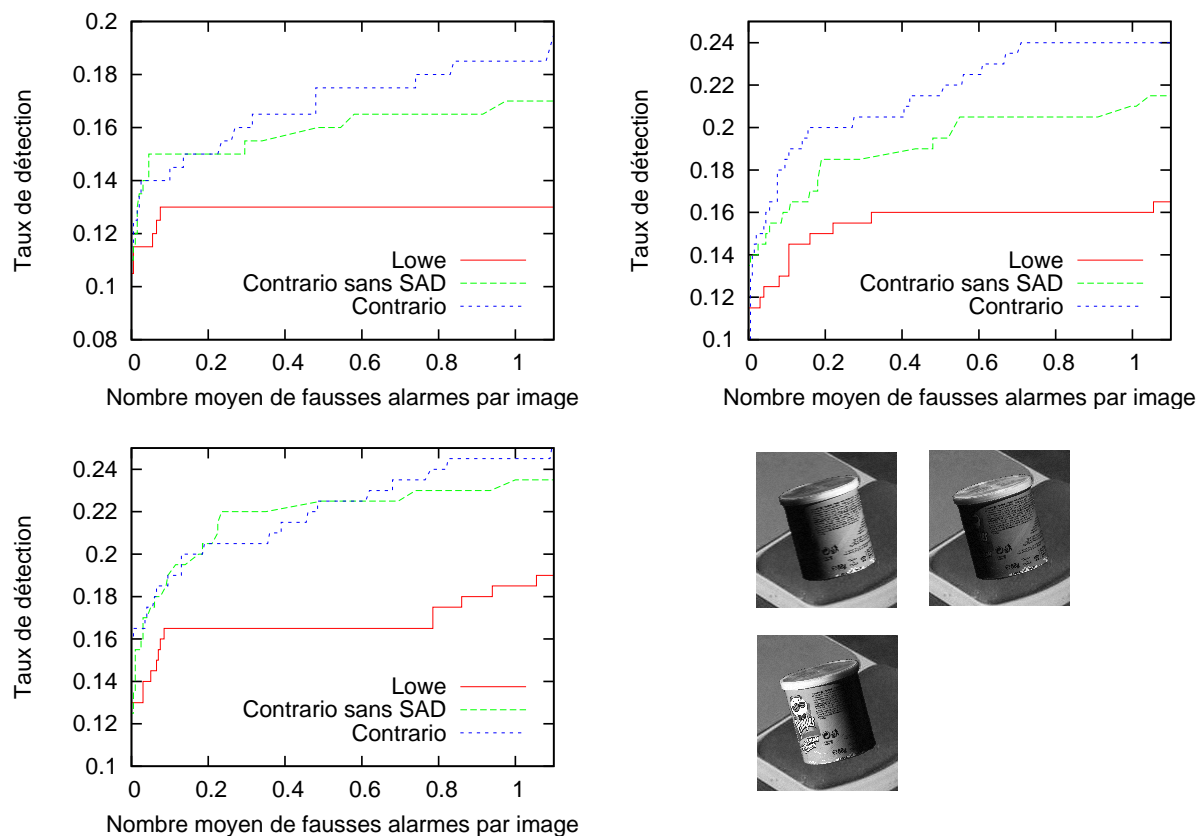 0.2
0.18
0.16
0.14
0.12
0.1
0.08
Taux de détection
Lowe
Contrario sans SAD
Contrario
0 0.2 0.4 0.6 0.8 1
Nombre moyen de fausses alarmes par image
0.24
0.22
0.2
0.18
0.16
0.14
0.12
0.1
Taux de détection
Lowe
Contrario sans SAD
Contrario
0 0.2 0.4 0.6 0.8 1
Nombre moyen de fausses alarmes par image
0.24
0.22
0.2
0.18
0.16
0.14
0.12
0.1
Taux de détection
Lowe
Contrario sans SAD
Contrario
0 0.2 0.4 0.6 0.8 1
Nombre moyen de fausses alarmes par image